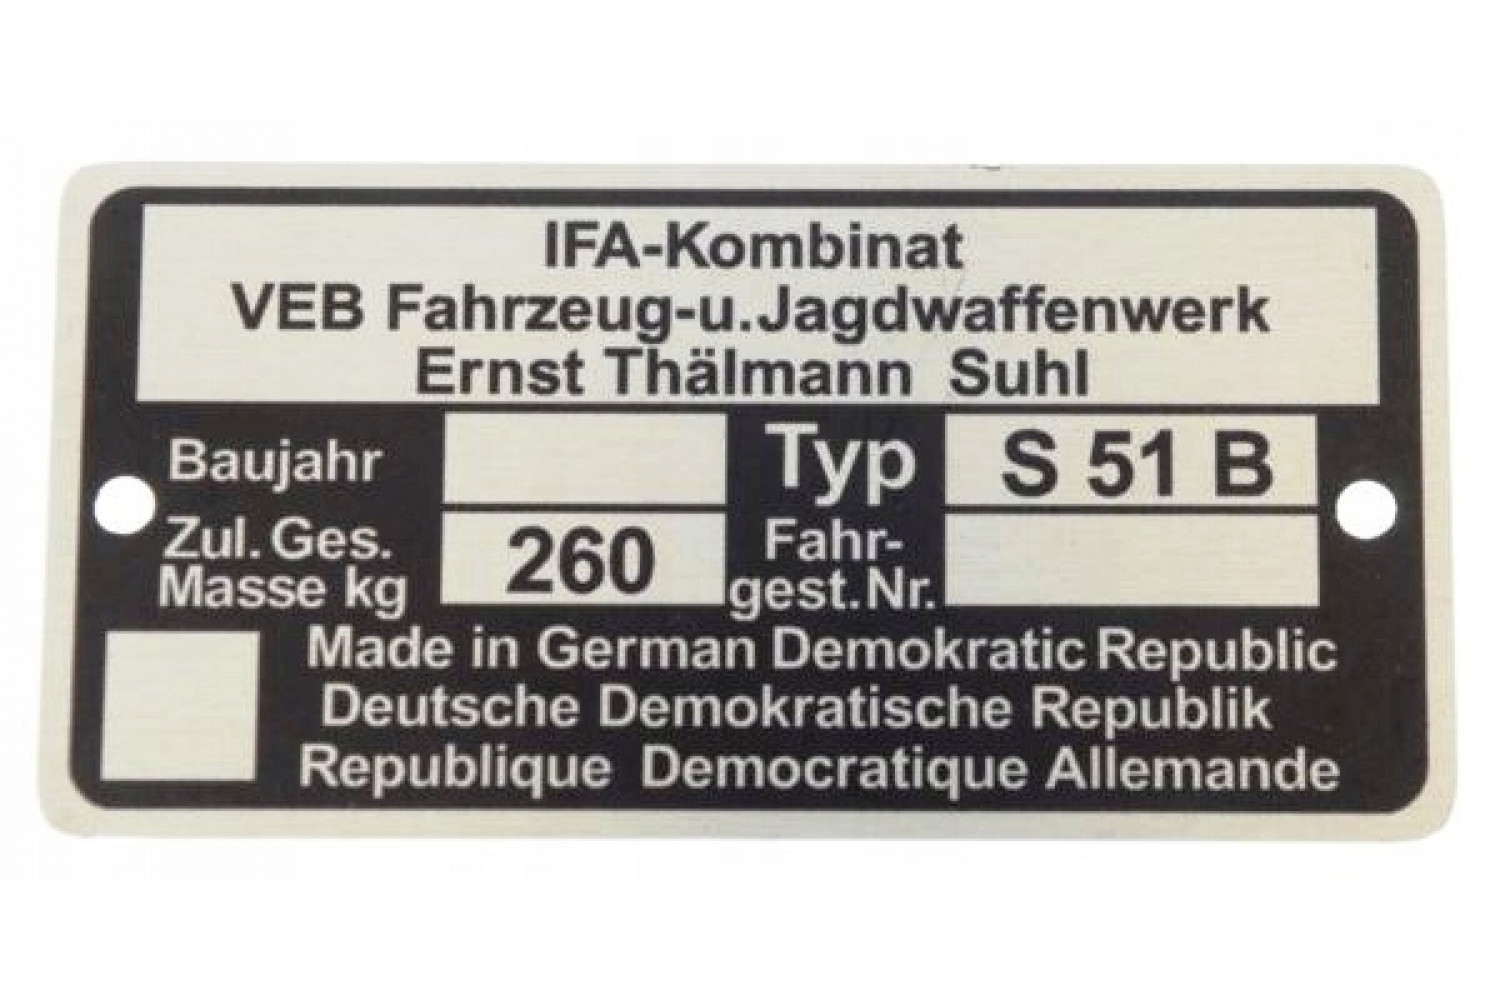 IFA-Kombinat
VEB Fahrzeug-u.Jagdwaffenwerk
Ernst Thälmann Suhl
Baujahr
Typ S 51 B
Zul. Ges.
Masse kg 260
Fahr-
gest.Nr.
Made in German Demokratic Republic
Deutsche Demokratische Republik
Republique Democratique Allemande